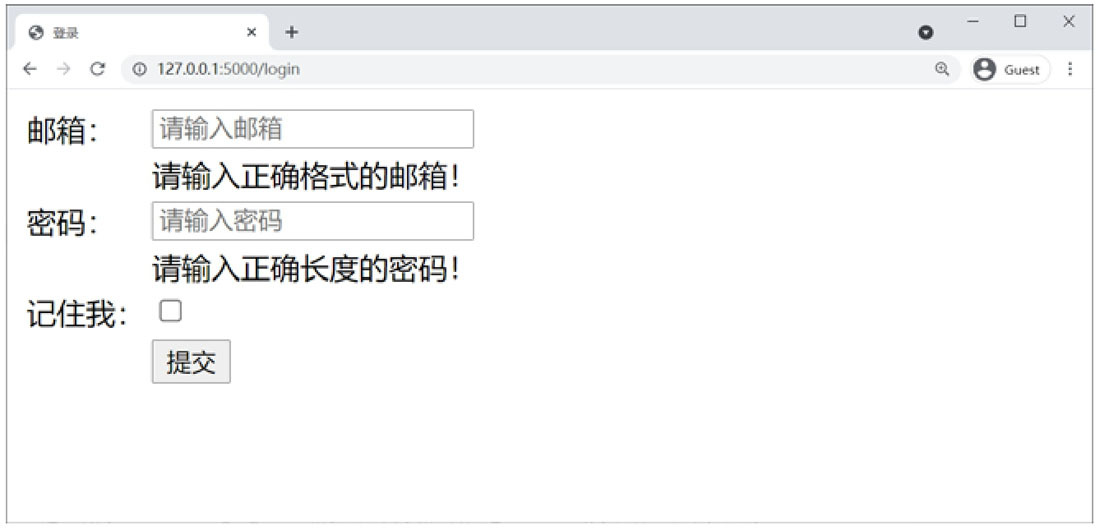 登录
127.0.0.1:5000/login
Guest
邮箱： 请输入邮箱
请输入正确格式的邮箱！
密码： 请输入密码
请输入正确长度的密码！
记住我：
提交